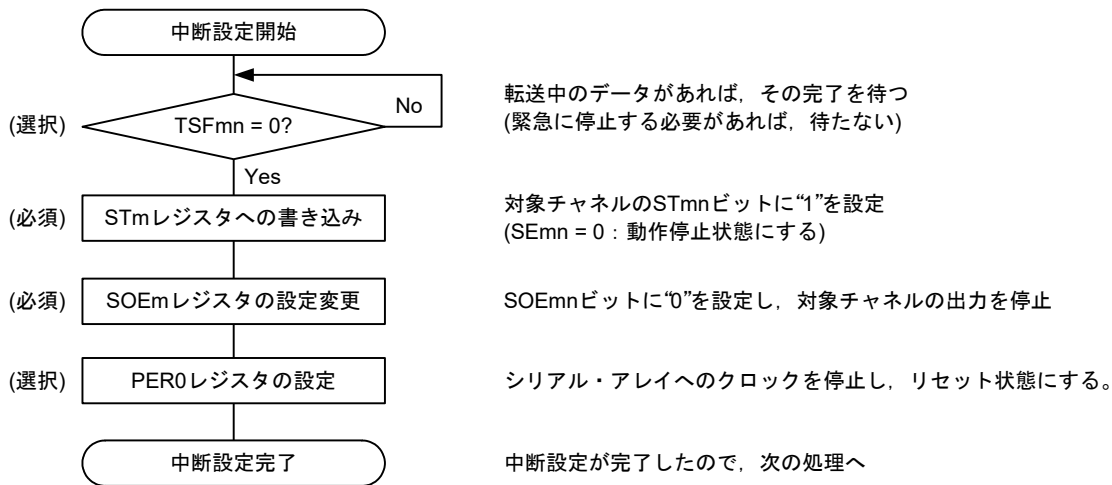 中断設定開始
No
(選択)
TSFmn = 0?
転送中のデータがあれば，その完了を待つ
(緊急に停止する必要があれば，待たない)
Yes
(必須)
STmレジスタへの書き込み
対象チャネルのSTmnビットに“1”を設定
(SEmn = 0：動作停止状態にする)
(必須)
SOEmレジスタの設定変更
SOEmnビットに“0”を設定し，対象チャネルの出力を停止
(選択)
PER0レジスタの設定
シリアル・アレイへのクロックを停止し，リセット状態にする。
中断設定完了
中断設定が完了したので，次の処理へ